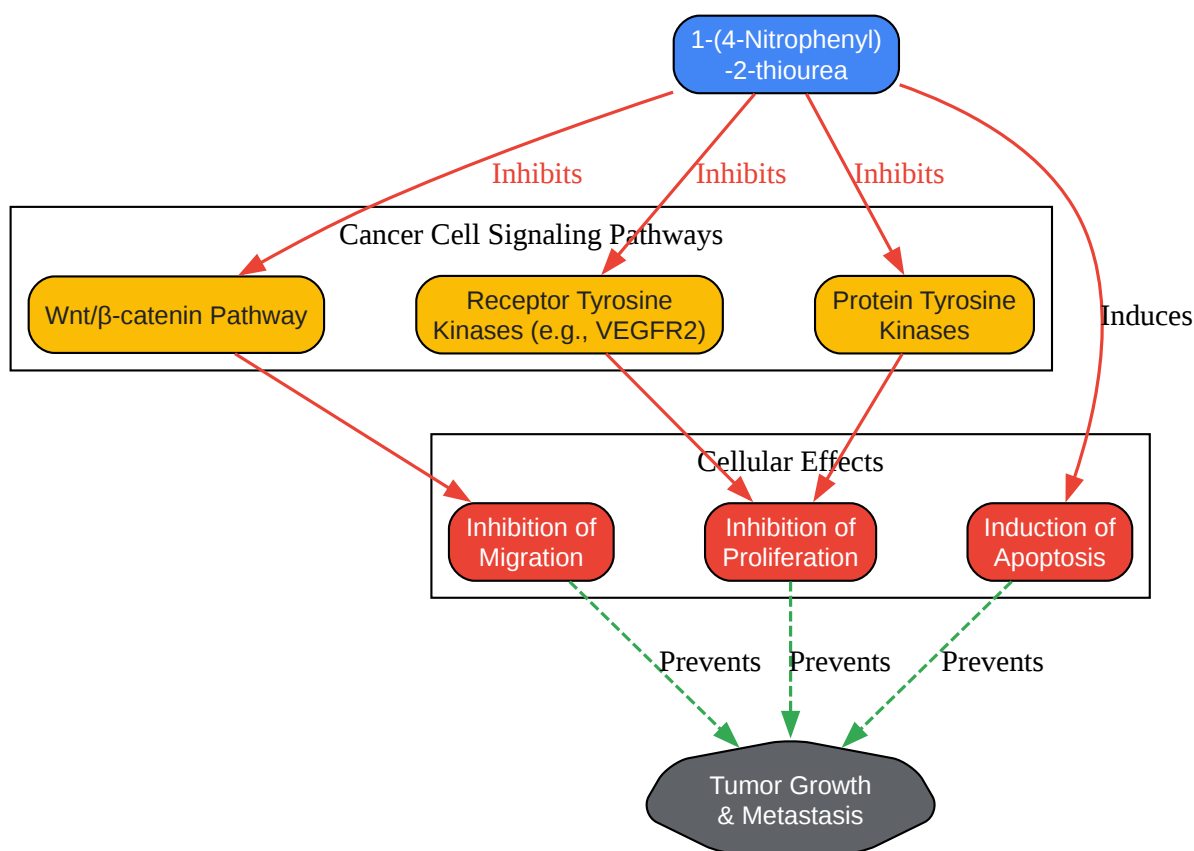 1-(4-Nitrophenyl)
-2-thiourea
Inhibits
Inhibits
Inhibits
Cancer Cell Signaling Pathways
Wnt/β-catenin Pathway
Receptor Tyrosine
Kinases (e.g., VEGFR2)
Protein Tyrosine
Kinases
Induces
Cellular Effects
Inhibition of
Migration
Inhibition of
Proliferation
Induction of
Apoptosis
Prevents
Prevents
Prevents
Tumor Growth
& Metastasis